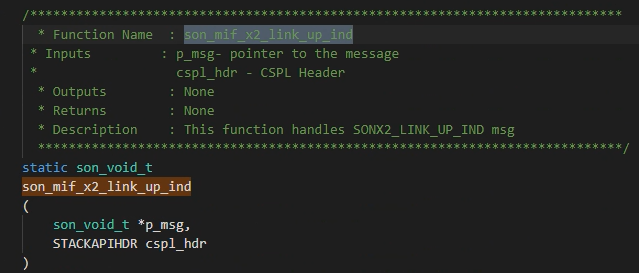 /****************************************************************************
* Function Name  : son_mif_x2_link_up_ind
* Inputs         : p_msg- pointer to the message
*                  cspl_hdr - CSPL Header
* Outputs        : None
* Returns        : None
* Description    : This function handles SONX2_LINK_UP_IND msg
****************************************************************************/
static son_void_t
son_mif_x2_link_up_ind
(
    son_void_t *p_msg,
    STACKAPIHDR cspl_hdr
)